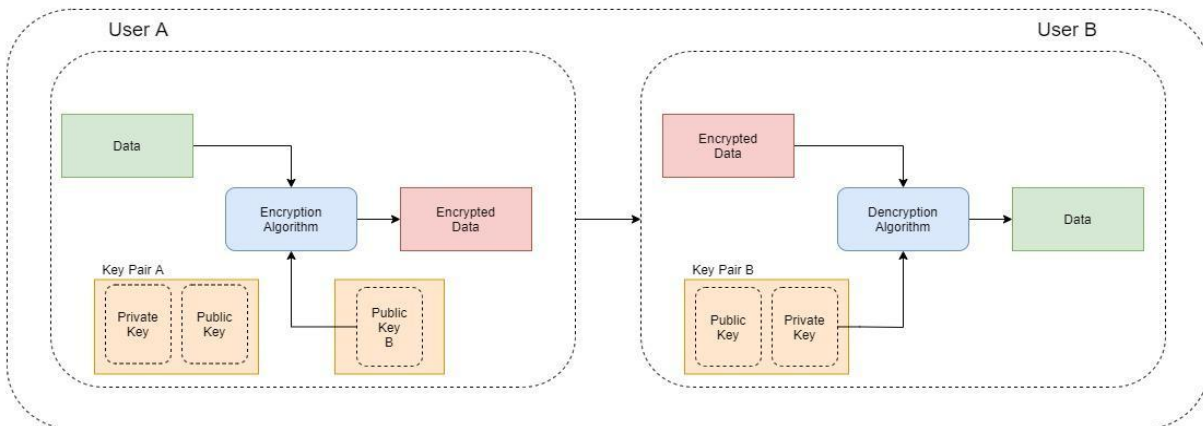 User A
User B
Data
Encryption
Algorithm
Encrypted
Data
Key Pair A
Private
Key
Public
Key
Public
Key
B
Encrypted
Data
Dencryption
Algorithm
Data
Key Pair B
Public
Key
Private
Key